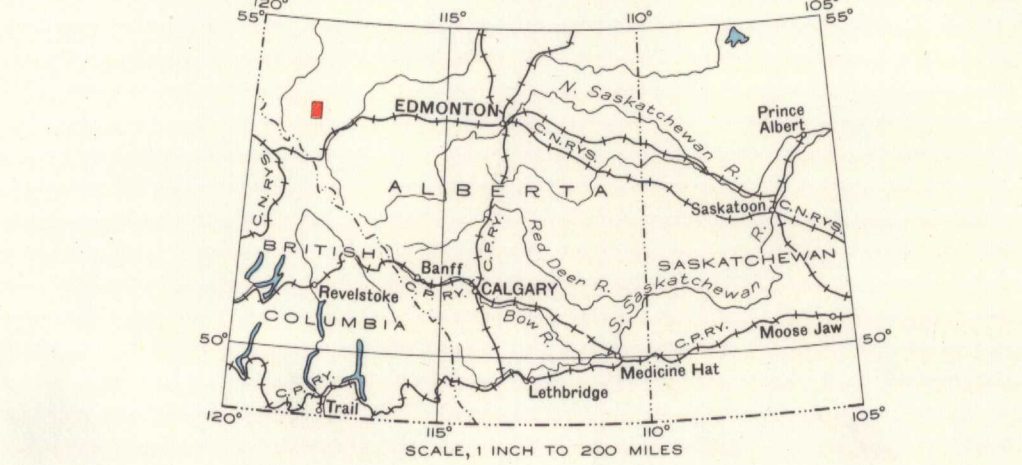 120°
115°
110°
105°
55°
55°
N. Saskatchewan R.
EDMONTON
Prince
Albert
C.N.RYS.
C.N.RYS.
ALBERTA
Saskatoon
C.N.RYS.
BRITISH
Red Deer R.
C.P.RY.
R.
SASKATCHEWAN
Banff
C.P.RY.
CALGARY
S. Saskatchewan
Revelstoke
COLUMBIA
Bow R.
C.P.RY.
Moose Jaw
50°
50°
Medicine Hat
C.P.RY.
Lethbridge
Trail
120°
115°
110°
105°
SCALE, 1 INCH TO 200 MILES